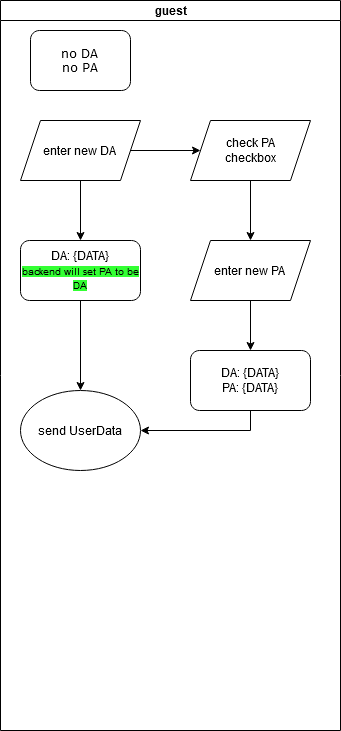 guest
no DA
no PA
enter new DA
check PA
checkbox
DA: {DATA}
backend will set PA to be
DA
enter new PA
DA: {DATA}
PA: {DATA}
send UserData